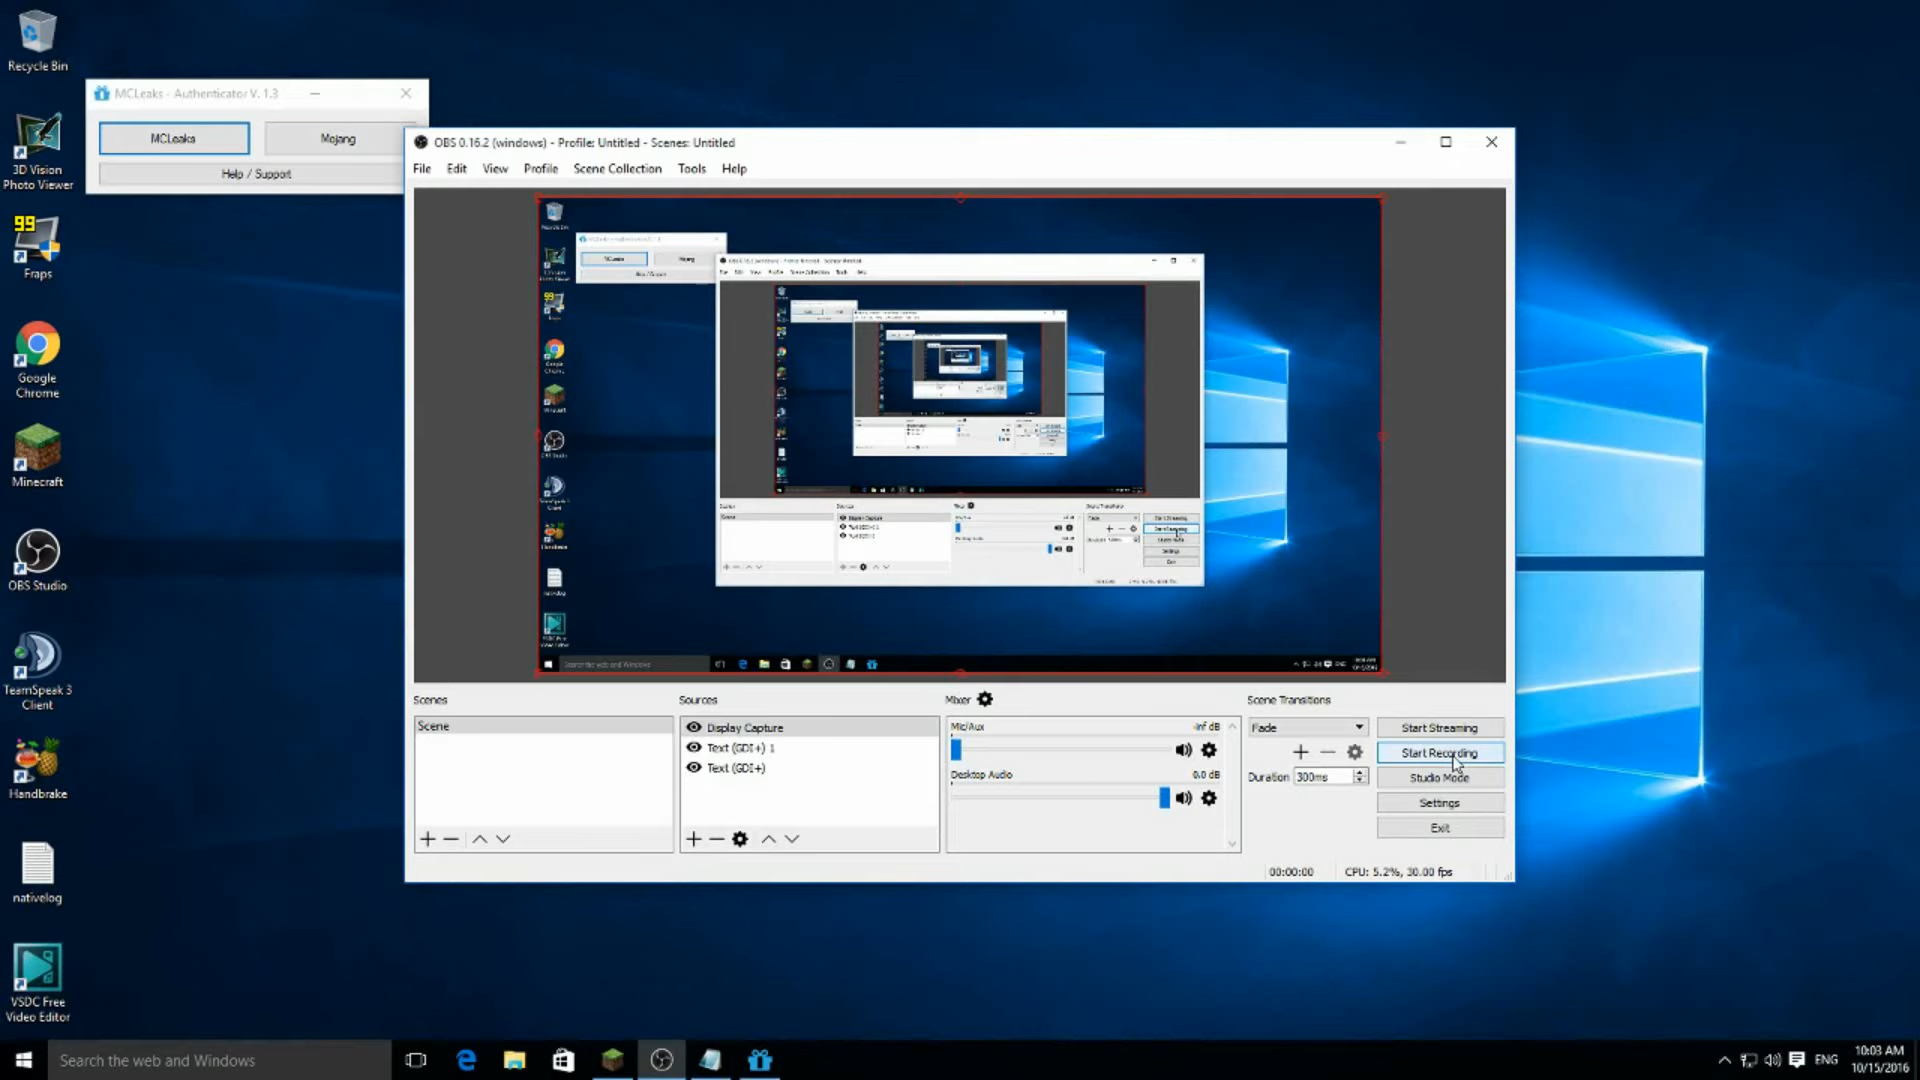 Recycle Bin
3D Vision
Photo Viewer
99
Fraps
Google
Chrome
Minecraft
OBS Studio
TeamSpeak 3
Client
Handbrake
nativelog
VSDC Free
Video Editor
MCLeaks - Authenticator V. 1.3
MCLeaks
Mojang
Help / Support
OBS 0.16.2 (windows) - Profile: Untitled - Scenes: Untitled
File Edit View Profile Scene Collection Tools Help
Scenes
Scene
Sources
Display Capture
Text (GDI+) 1
Text (GDI+)
Mixer
Mic/Aux -inf dB
Desktop Audio 0.0 dB
Scene Transitions
Fade
Duration 300ms
Start Streaming
Start Recording
Studio Mode
Settings
Exit
00:00:00 CPU: 5.2%, 30.00 fps
Search the web and Windows
ENG
10:03 AM
10/15/2016